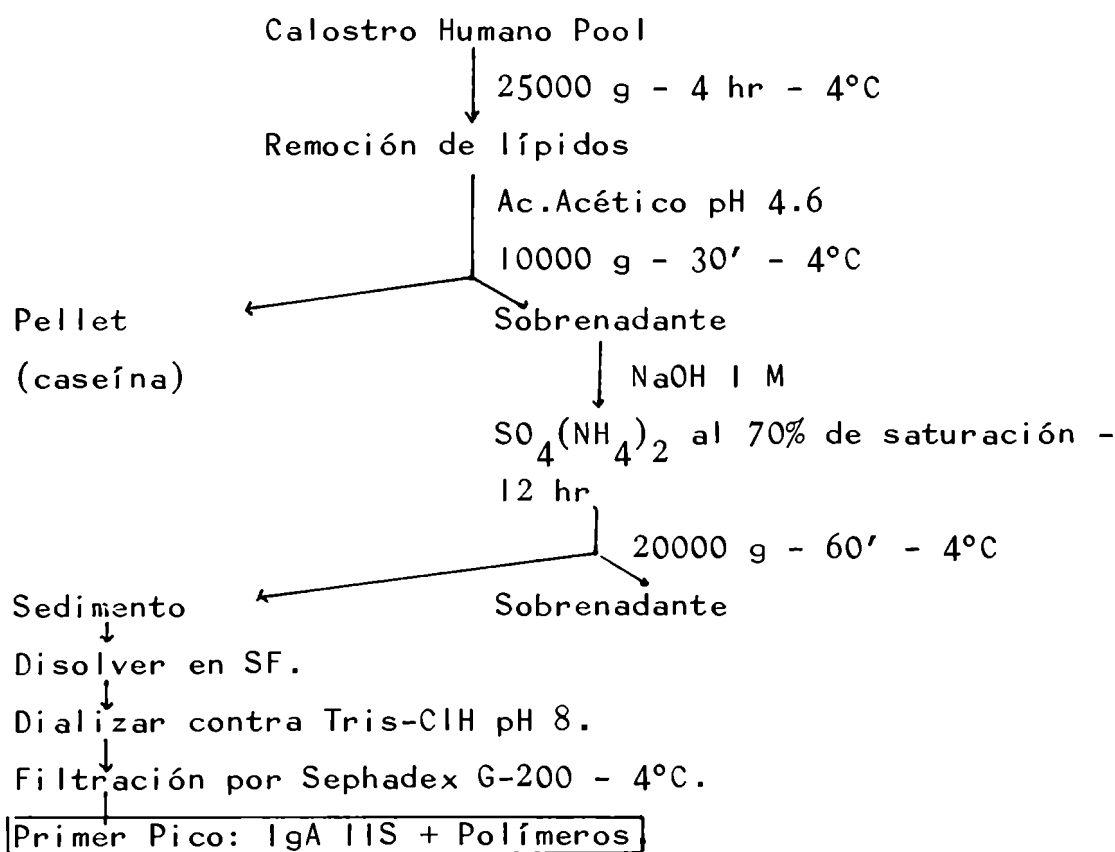 Calostro Humano Pool
25000 g - 4 hr - 4°C
Remoción de lípidos
Ac.Acético pH 4.6
10000 g - 30' - 4°C
Pellet
(caseína)
Sobrenadante
NaOH 1 M
SO4(NH4)2 al 70% de saturación -
12 hr
20000 g - 60' - 4°C
Sedimento
Sobrenadante
Disolver en SF.
Dializar contra Tris-ClH pH 8.
Filtración por Sephadex G-200 - 4°C.
Primer Pico: IgA 11S + Polímeros